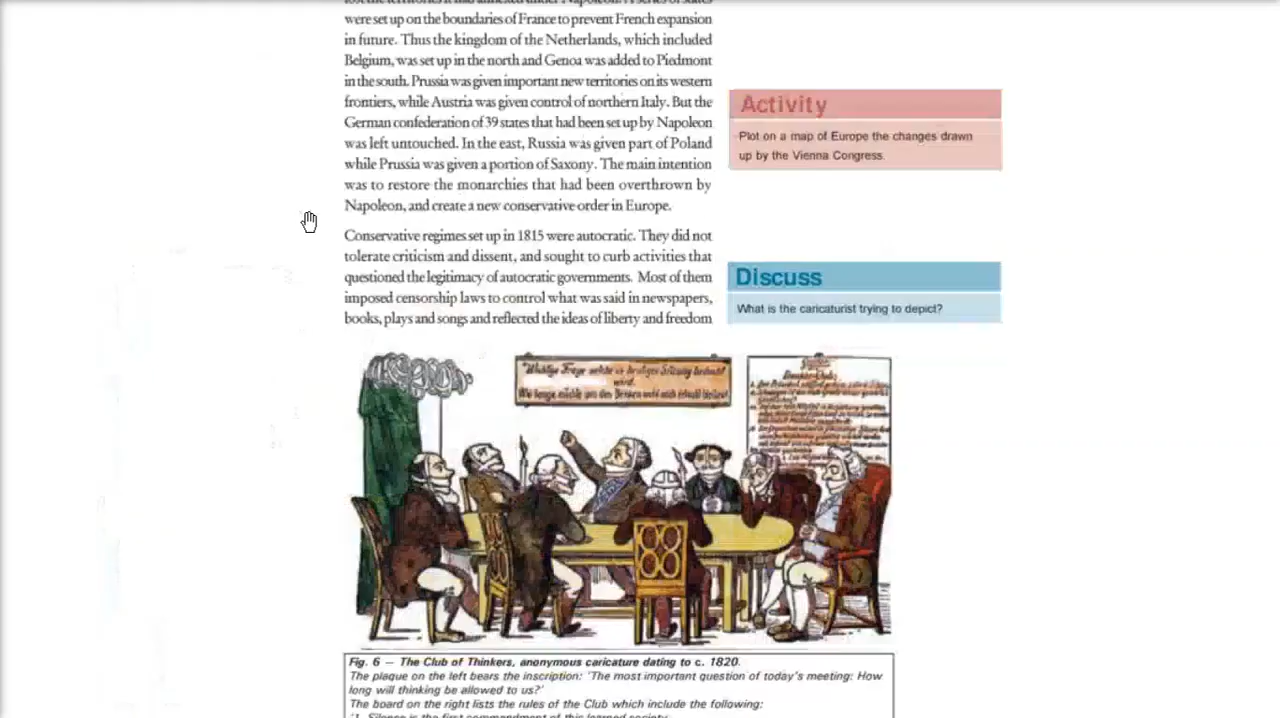 were set up on the boundaries of France to prevent French expansion
in future. Thus the kingdom of the Netherlands, which included
Belgium, was set up in the north and Genoa was added to Piedmont
in the south. Prussia was given important new territories on its western
frontiers, while Austria was given control of northern Italy. But the
German confederation of 39 states that had been set up by Napoleon
was left untouched. In the east, Russia was given part of Poland
while Prussia was given a portion of Saxony. The main intention
was to restore the monarchies that had been overthrown by
Napoleon, and create a new conservative order in Europe.
Conservative regimes set up in 1815 were autocratic. They did not
tolerate criticism and dissent, and sought to curb activities that
questioned the legitimacy of autocratic governments. Most of them
imposed censorship laws to control what was said in newspapers,
books, plays and songs and reflected the ideas of liberty and freedom
Activity
Plot on a map of Europe the changes drawn
up by the Vienna Congress.
Discuss
What is the caricaturist trying to depict?
Fig. 6 — The Club of Thinkers, anonymous caricature dating to c. 1820.
The plaque on the left bears the inscription: 'The most important question of today's meeting: How
long will thinking be allowed to us?'
The board on the right lists the rules of the Club which include the following:
'1. Silence is the first commandment of this learned society.